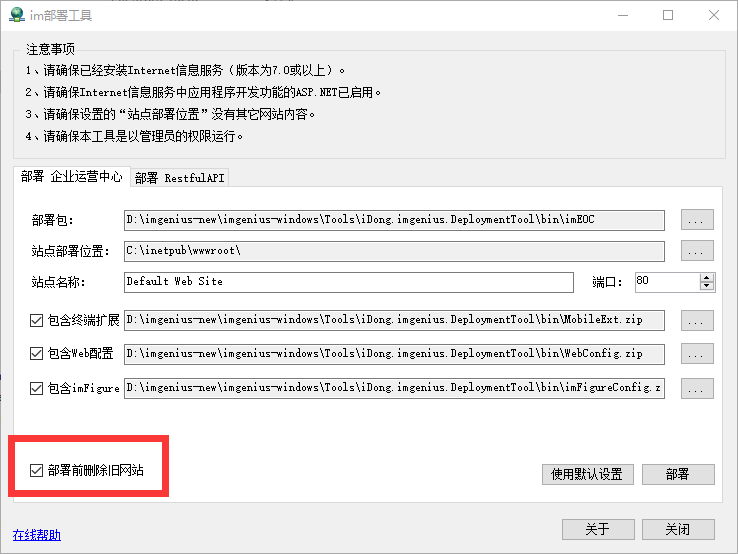 im部署工具
注意事项
1、请确保已经安装Internet信息服务（版本为7.0或以上）。
2、请确保Internet信息服务中应用程序开发功能的ASP.NET已启用。
3、请确保设置的“站点部署位置”没有其它网站内容。
4、请确保本工具是以管理员的权限运行。
部署 企业运营中心 部署 RestfulAPI
部署包： D:\imgenius-new\imgenius-windows\Tools\iDong.imgenius.DeploymentTool\bin\imEOC ...
站点部署位置： C:\inetpub\wwwroot\ ...
站点名称： Default Web Site 端口： 80
包含终端扩展 D:\imgenius-new\imgenius-windows\Tools\iDong.imgenius.DeploymentTool\bin\MobileExt.zip ...
包含Web配置 D:\imgenius-new\imgenius-windows\Tools\iDong.imgenius.DeploymentTool\bin\WebConfig.zip ...
包含imFigure D:\imgenius-new\imgenius-windows\Tools\iDong.imgenius.DeploymentTool\bin\imFigureConfig.z ...
部署前删除旧网站 使用默认设置 部署
在线帮助 关于 关闭